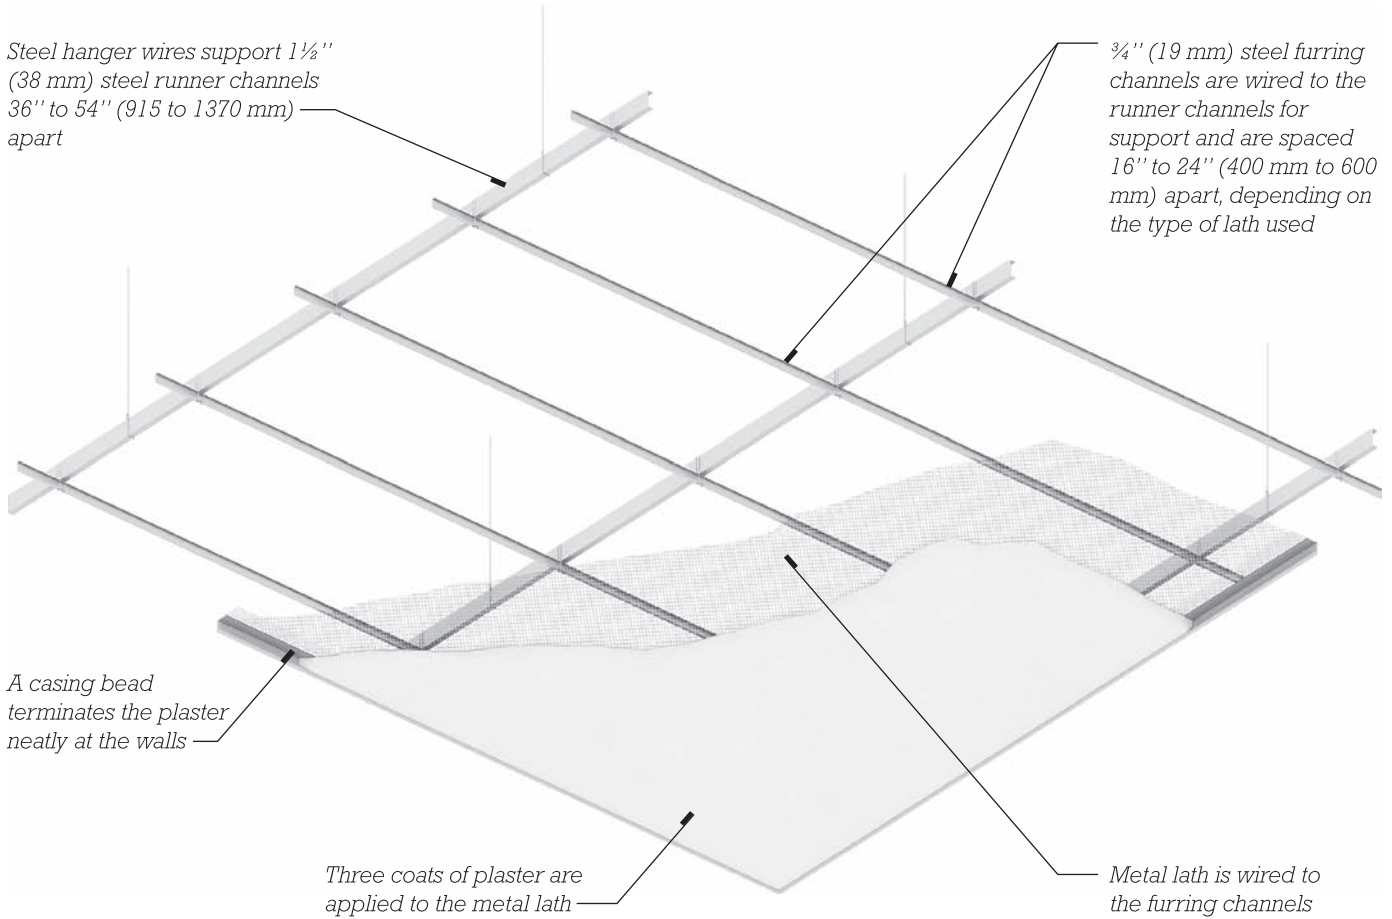 Steel hanger wires support 1½’’
(38 mm) steel runner channels
36’’ to 54’’ (915 to 1370 mm)
apart
¾’’ (19 mm) steel furring
channels are wired to the
runner channels for
support and are spaced
16’’ to 24’’ (400 mm to 600
mm) apart, depending on
the type of lath used
A casing bead
terminates the plaster
neatly at the walls
Three coats of plaster are
applied to the metal lath
Metal lath is wired to
the furring channels